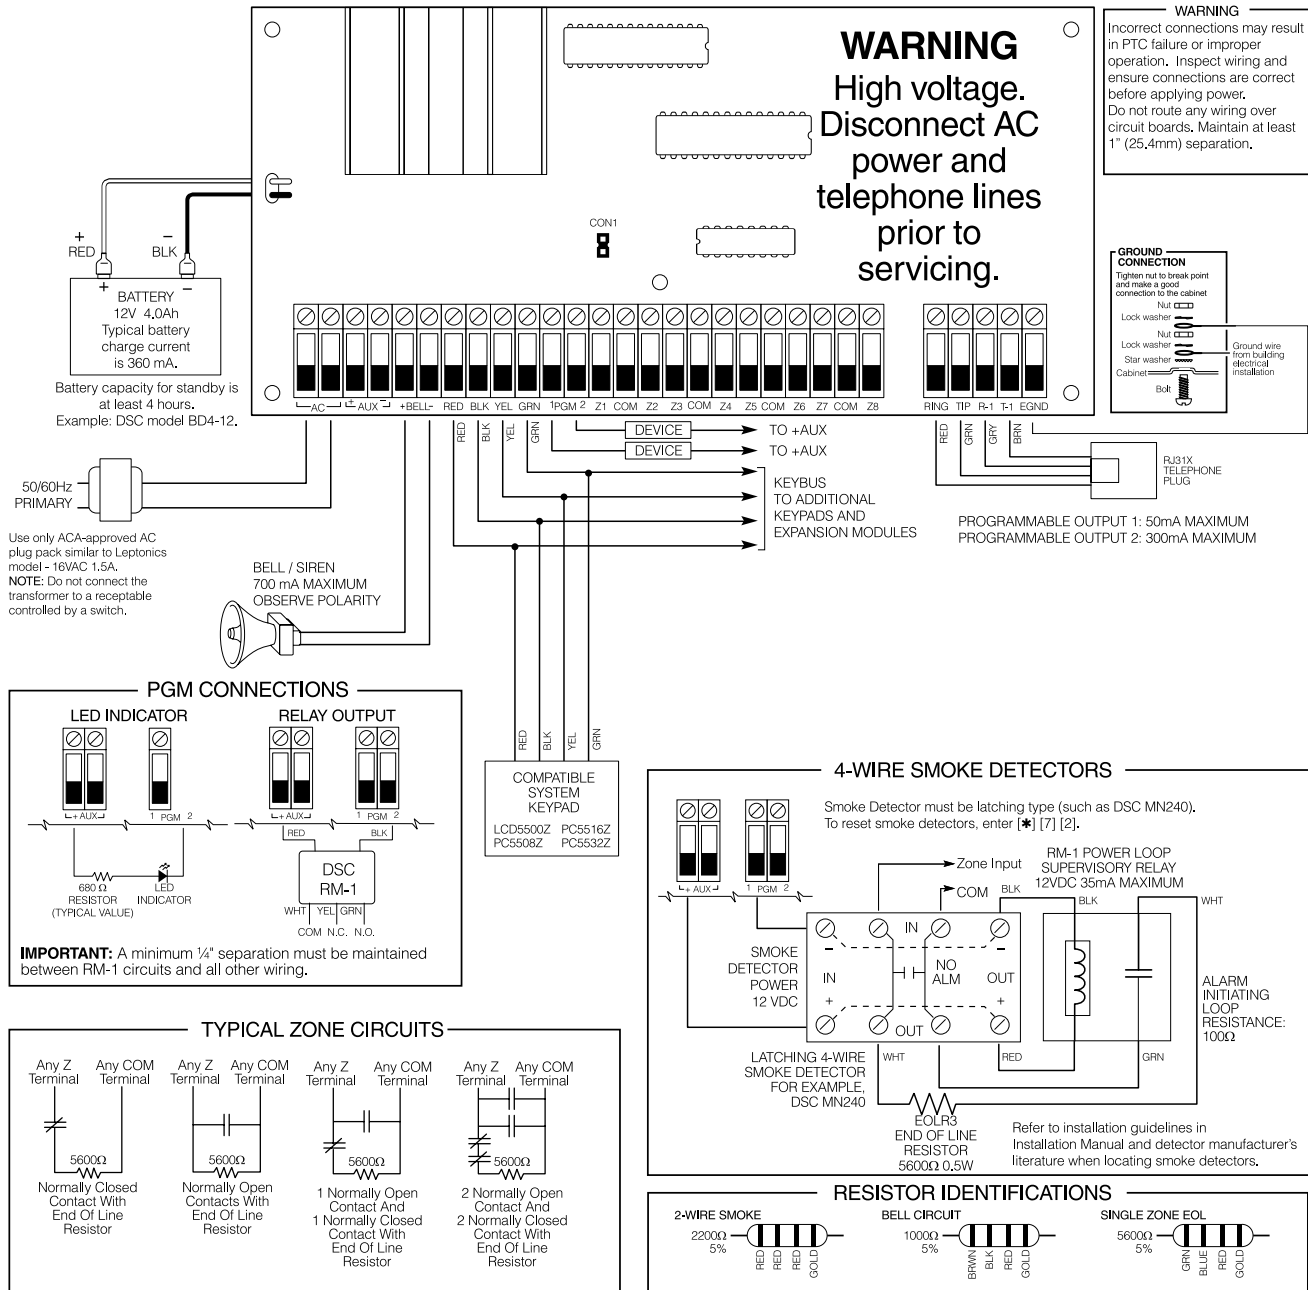 WARNING
High voltage.
Disconnect AC
power and
telephone lines
prior to
servicing.
CON1
WARNING
Incorrect connections may result
in PTC failure or improper
operation. Inspect wiring and
ensure connections are correct
before applying power.
Do not route any wiring over
circuit boards. Maintain at least
1" (25.4mm) separation.
+
RED
−
BLK
+ −
BATTERY
12V 4.0Ah
Typical battery
charge current
is 360 mA.
Battery capacity for standby is
at least 4 hours.
Example: DSC model BD4-12.
GROUND
CONNECTION
Tighten nut to break point
and make a good
connection to the cabinet
Nut
Lock washer
Nut
Lock washer
Star washer
Cabinet
Bolt
Ground wire
from building
electrical
installation
AC + AUX − +BELL- RED BLK YEL GRN 1PGM 2 Z1 COM Z2 Z3 COM Z4 Z5 COM Z6 Z7 COM Z8
RING TIP R-1 T-1 EGND
RED BLK YEL GRN
RED GRN GRY BRN
DEVICE TO +AUX
DEVICE TO +AUX
KEYBUS
TO ADDITIONAL
KEYPADS AND
EXPANSION MODULES
RJ31X
TELEPHONE
PLUG
PROGRAMMABLE OUTPUT 1: 50mA MAXIMUM
PROGRAMMABLE OUTPUT 2: 300mA MAXIMUM
50/60Hz
PRIMARY
Use only ACA-approved AC
plug pack similar to Leptonics
model - 16VAC 1.5A.
NOTE: Do not connect the
transformer to a receptable
controlled by a switch.
BELL / SIREN
700 mA MAXIMUM
OBSERVE POLARITY
RED BLK YEL GRN
COMPATIBLE
SYSTEM
KEYPAD
LCD5500Z PC5516Z
PC5508Z PC5532Z
PGM CONNECTIONS
LED INDICATOR
+ AUX -
1 PGM 2
680 Ω
RESISTOR
(TYPICAL VALUE)
LED
INDICATOR
RELAY OUTPUT
+ AUX -
1 PGM 2
RED
BLK
DSC
RM-1
WHT YEL GRN
COM N.C. N.O.
IMPORTANT: A minimum ¼" separation must be maintained
between RM-1 circuits and all other wiring.
4-WIRE SMOKE DETECTORS
Smoke Detector must be latching type (such as DSC MN240).
To reset smoke detectors, enter [✱] [7] [2].
+ AUX -
1 PGM 2
Zone Input
COM
RM-1 POWER LOOP
SUPERVISORY RELAY
12VDC 35mA MAXIMUM
BLK
BLK
WHT
SMOKE
DETECTOR
POWER
12 VDC
− IN −
IN
NO
ALM
OUT
+ OUT +
ALARM
INITIATING
LOOP
RESISTANCE:
100Ω
LATCHING 4-WIRE
SMOKE DETECTOR
FOR EXAMPLE,
DSC MN240
WHT
RED
GRN
EOLR3
END OF LINE
RESISTOR
5600Ω 0.5W
Refer to installation guidelines in
Installation Manual and detector manufacturer's
literature when locating smoke detectors.
TYPICAL ZONE CIRCUITS
Any Z
Terminal
Any COM
Terminal
5600Ω
Normally Closed
Contact With
End Of Line
Resistor
Any Z
Terminal
Any COM
Terminal
5600Ω
Normally Open
Contacts With
End Of Line
Resistor
Any Z
Terminal
Any COM
Terminal
5600Ω
1 Normally Open
Contact And
1 Normally Closed
Contact With
End Of Line
Resistor
Any Z
Terminal
Any COM
Terminal
5600Ω
2 Normally Open
Contact And
2 Normally Closed
Contact With
End Of Line
Resistor
RESISTOR IDENTIFICATIONS
2-WIRE SMOKE
2200Ω
5%
RED RED RED GOLD
BELL CIRCUIT
1000Ω
5%
BRWN BLK RED GOLD
SINGLE ZONE EOL
5600Ω
5%
GRN BLUE RED GOLD